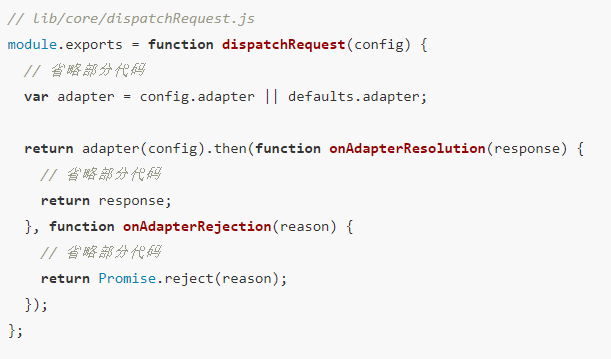 // lib/core/dispatchRequest.js
module.exports = function dispatchRequest(config) {
  // 省略部分代码
  var adapter = config.adapter || defaults.adapter;

  return adapter(config).then(function onAdapterResolution(response) {
    // 省略部分代码
    return response;
  }, function onAdapterRejection(reason) {
    // 省略部分代码
    return Promise.reject(reason);
  });
};